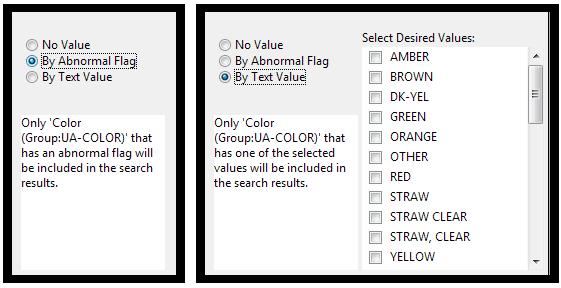 No Value
By Abnormal Flag
By Text Value
Only 'Color
(Group:UA-COLOR)' that
has an abnormal flag will
be included in the search
results.
No Value
By Abnormal Flag
By Text Value
Only 'Color
(Group:UA-COLOR)' that
has one of the selected
values will be included in
the search results.
Select Desired Values:
AMBER
BROWN
DK-YEL
GREEN
ORANGE
OTHER
RED
STRAW
STRAW CLEAR
STRAW, CLEAR
YELLOW